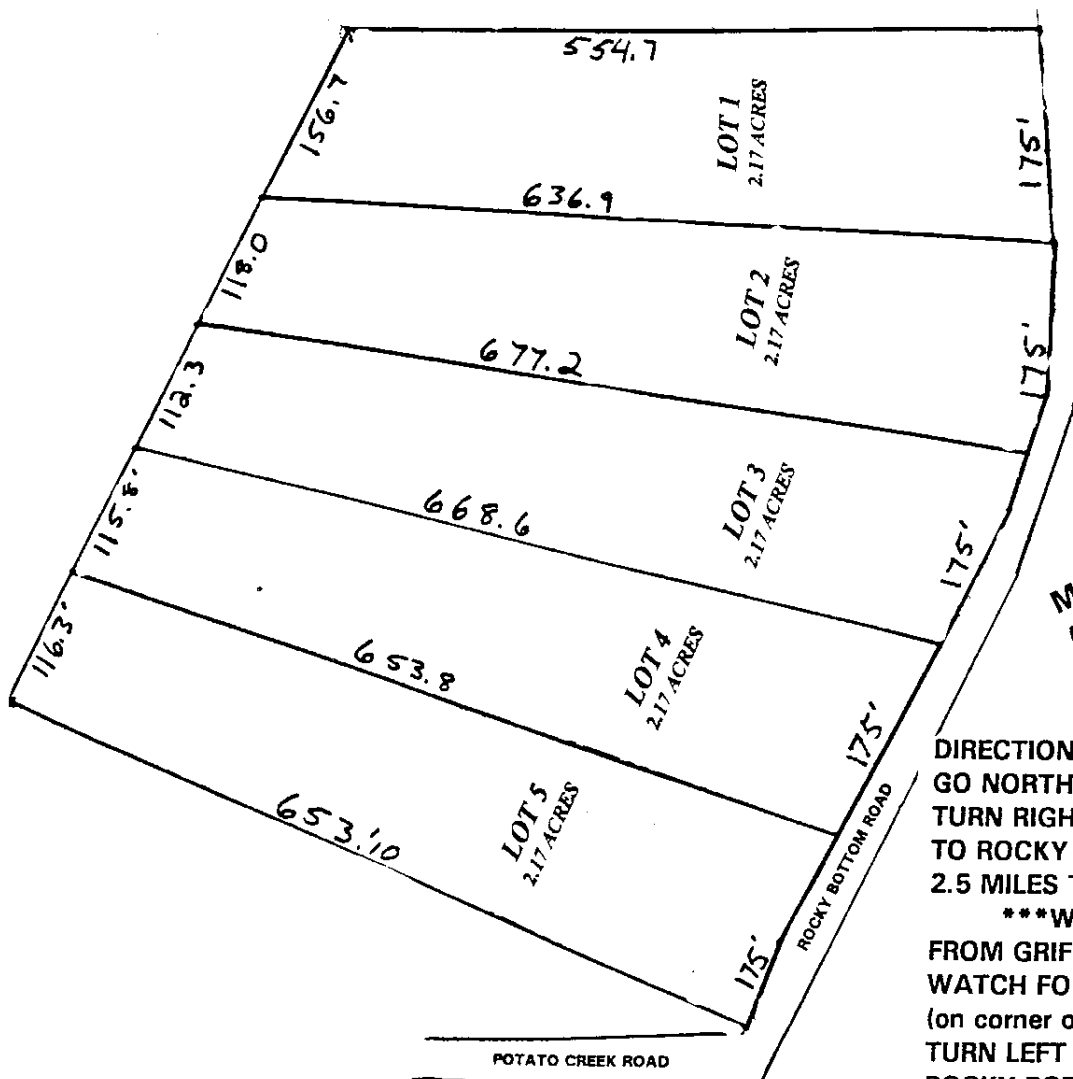 554.7
156.7
LOT 1
2.17 ACRES
175'
636.9
118.0
LOT 2
2.17 ACRES
175'
677.2
112.3
LOT 3
2.17 ACRES
175'
668.6
115.8'
LOT 4
2.17 ACRES
175'
653.8
116.3'
LOT 5
2.17 ACRES
175'
653.'10
ROCKY BOTTOM ROAD
POTATO CREEK ROAD
M
DIRECTION
GO NORTH
TURN RIGH
TO ROCKY
2.5 MILES
***W
FROM GRIF
WATCH FO
(on corner o
TURN LEFT